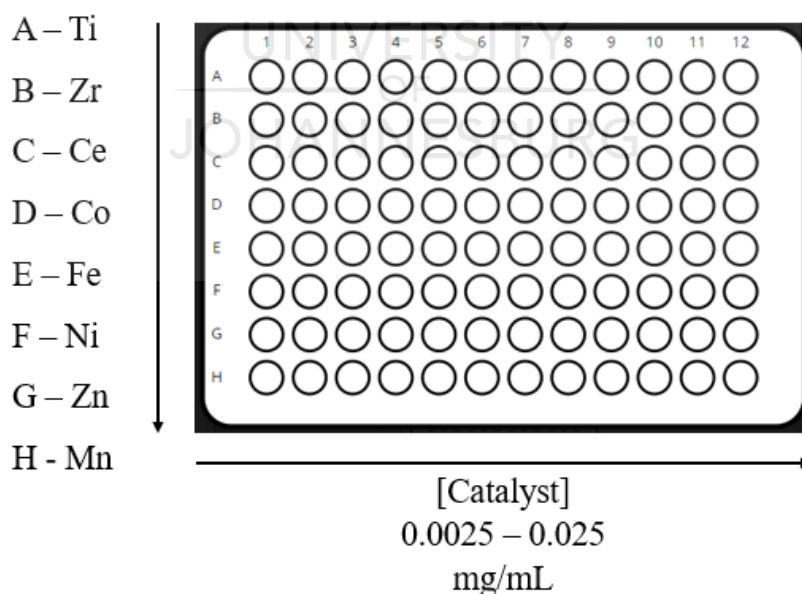 A – Ti
B – Zr
C – Ce
D – Co
E – Fe
F – Ni
G – Zn
H - Mn
UNIVERSITY
OF
JOHANNESBURG
1 2 3 4 5 6 7 8 9 10 11 12
A
B
C
D
E
F
G
H
[Catalyst]
0.0025 – 0.025
mg/mL